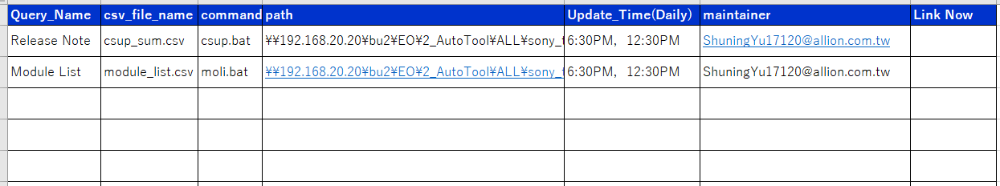 Query_Name csv_file_name command path Update_Time(Daily) maintainer Link Now
Release Note csup_sum.csv csup.bat ¥¥192.168.20.20¥bu2¥EO¥2_AutoTool¥ALL¥sony_ 6:30PM, 12:30PM ShuningYu17120@allion.com.tw
Module List module_list.csv moli.bat ¥¥192.168.20.20¥bu2¥EO¥2_AutoTool¥ALL¥sony_ 6:30PM, 12:30PM ShuningYu17120@allion.com.tw